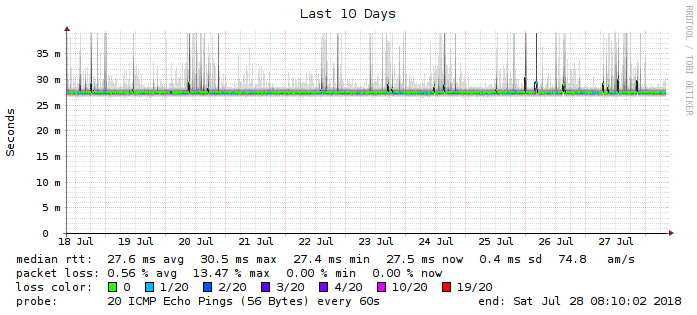 Last 10 Days
RRDTOOL / TOBI OETIKER
Seconds
35 m
30 m
25 m
20 m
15 m
10 m
5 m
0
18 Jul 19 Jul 20 Jul 21 Jul 22 Jul 23 Jul 24 Jul 25 Jul 26 Jul 27 Jul
median rtt: 27.6 ms avg 30.5 ms max 27.4 ms min 27.5 ms now 0.4 ms sd 74.8 am/s
packet loss: 0.56 % avg 13.47 % max 0.00 % min 0.00 % now
loss color: 0 1/20 2/20 3/20 4/20 10/20 19/20
probe: 20 ICMP Echo Pings (56 Bytes) every 60s end: Sat Jul 28 08:10:02 2018